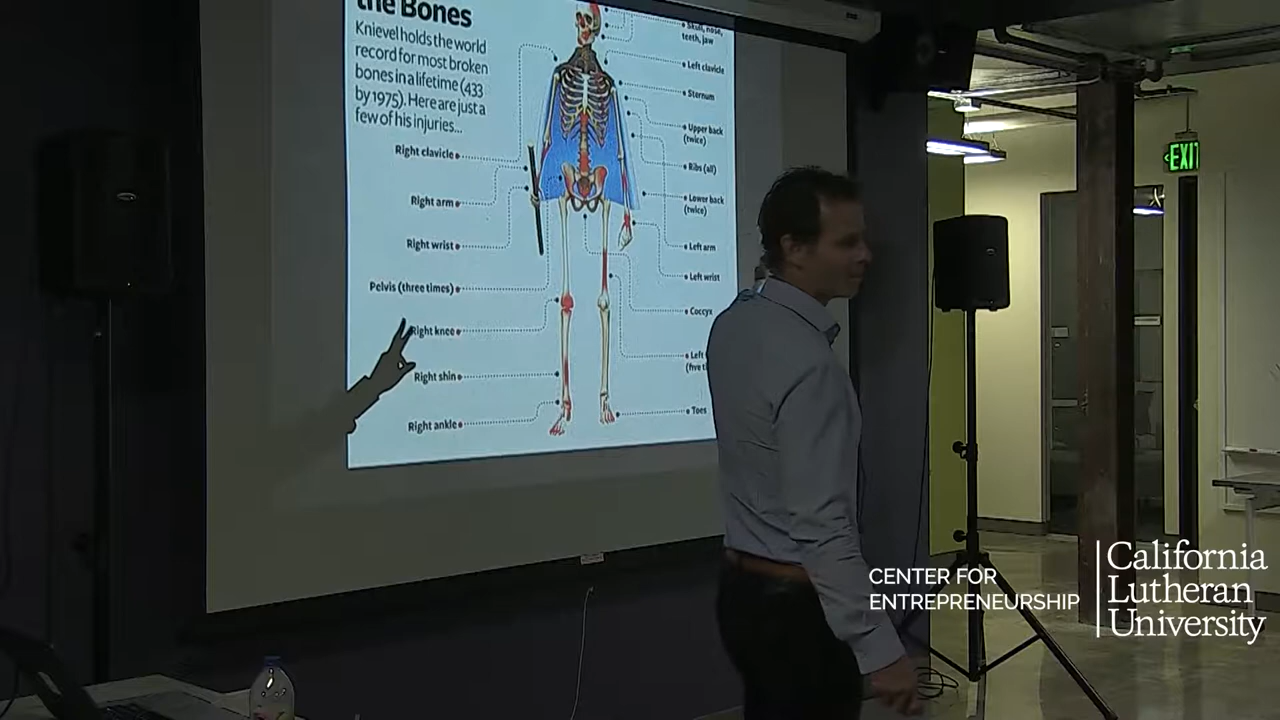 the Bones
Knievel holds the world
record for most broken
bones in a lifetime (433
by 1975). Here are just a
few of his injuries...
Right clavicle
Right arm
Right wrist
Pelvis (three times)
Right knee
Right shin
Right ankle
Skull, nose,
teeth, jaw
Left clavicle
Sternum
Upper back
(twice)
Ribs (all)
Lower back
(twice)
Left arm
Left wrist
Coccyx
Left
Toes
EXIT
CENTER FOR
ENTREPRENEURSHIP
California
Lutheran
University